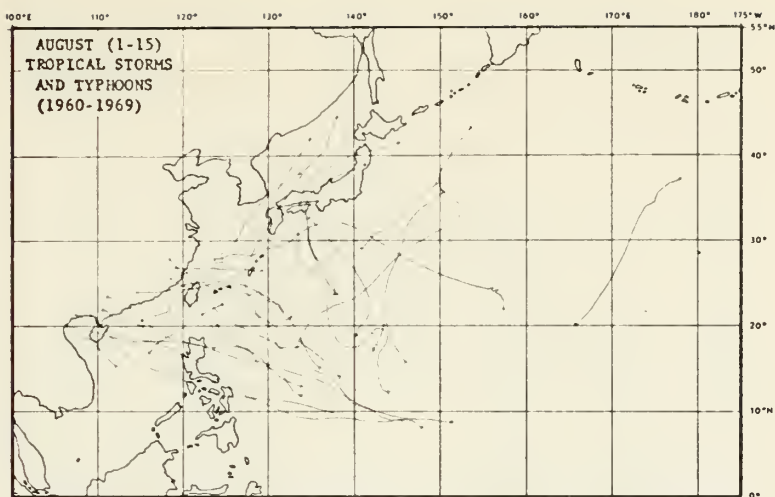 100°E 110° 120° 130° 140° 150° 160° 170°E 180° 175°W
AUGUST (1-15)
TROPICAL STORMS
AND TYPHOONS
(1960-1969)
55°N
50°
40°
30°
20°
10°N
0°